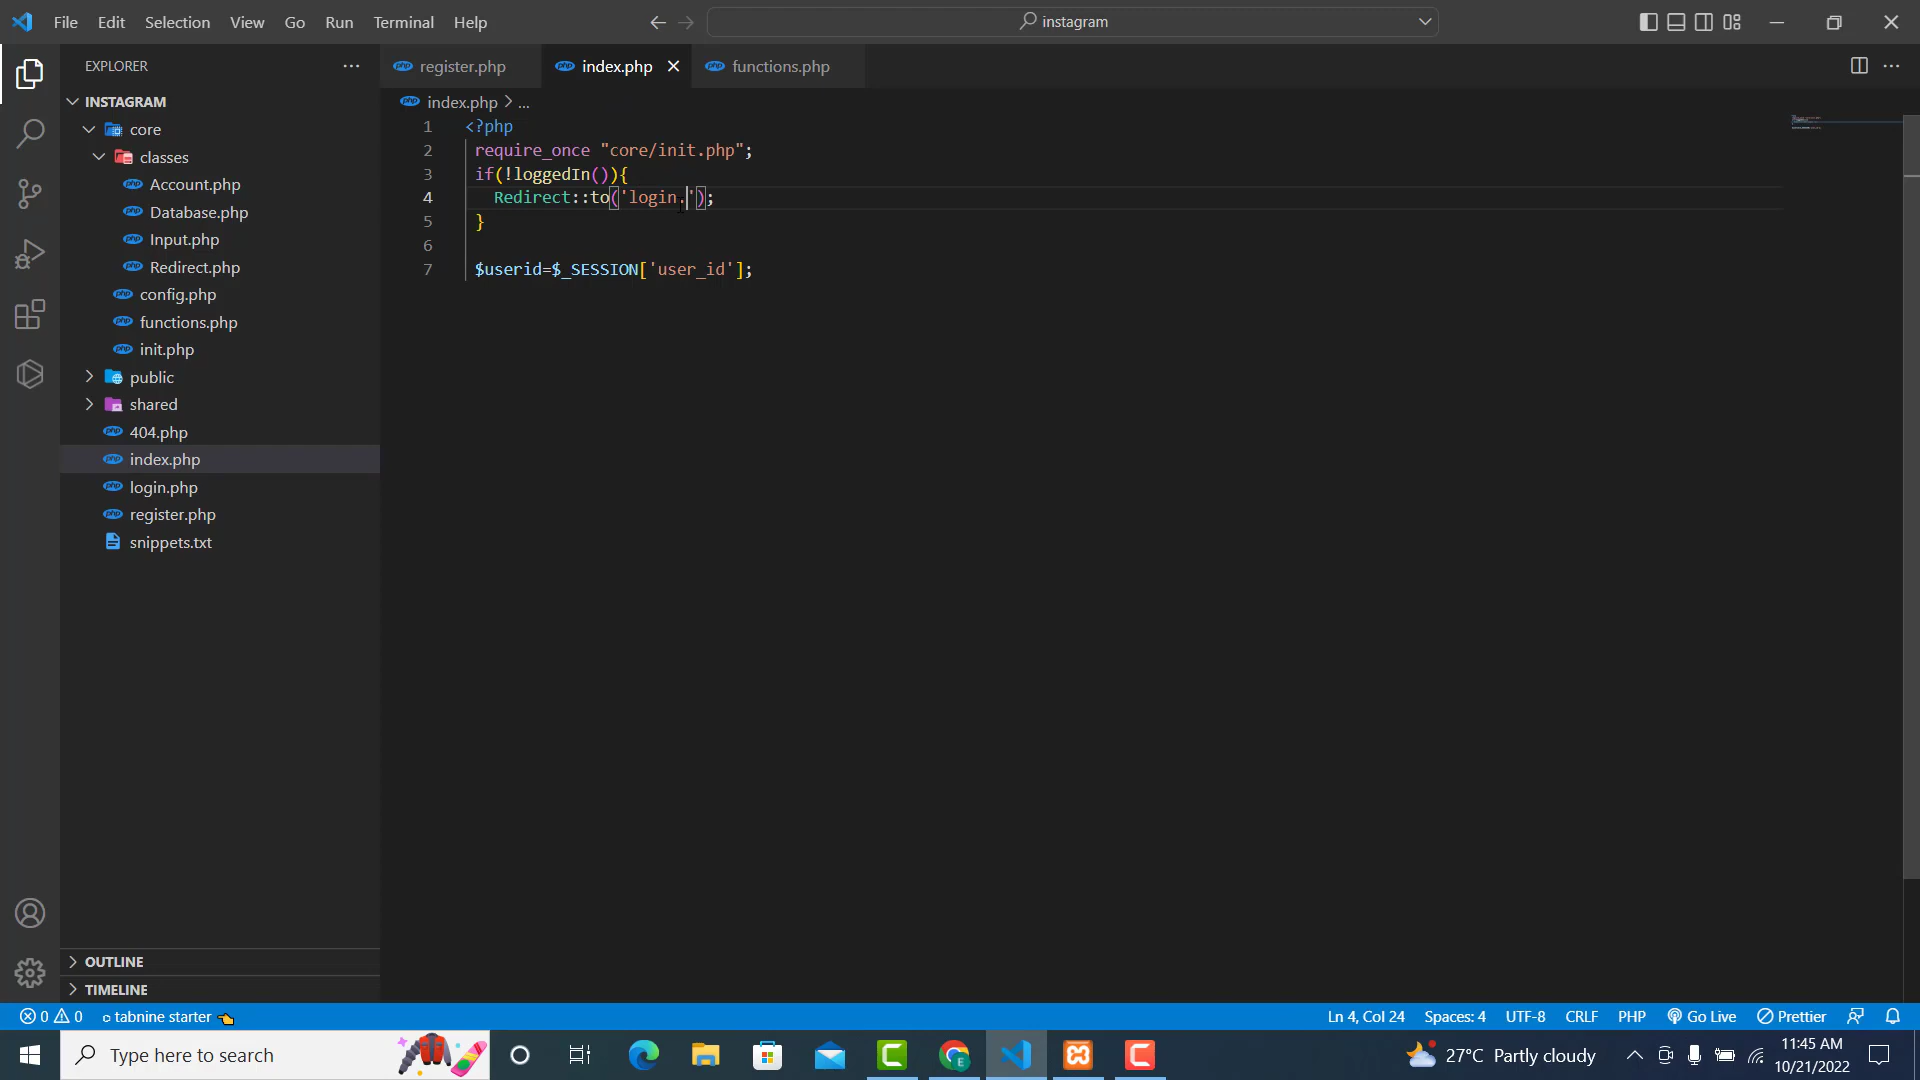 File Edit Selection View Go Run Terminal Help
instagram
EXPLORER
register.php
index.php
functions.php
INSTAGRAM
index.php > ...
core
classes
Account.php
Database.php
Input.php
Redirect.php
config.php
functions.php
init.php
public
shared
404.php
index.php
login.php
register.php
snippets.txt
1 <?php
2 require_once "core/init.php";
3 if(!loggedIn()){
4 Redirect::to('login.');
5 }
6
7 $userid=$_SESSION['user_id'];
OUTLINE
TIMELINE
0 0 tabnine starter
Ln 4, Col 24 Spaces: 4 UTF-8 CRLF PHP Go Live Prettier
Type here to search
27°C Partly cloudy
11:45 AM
10/21/2022